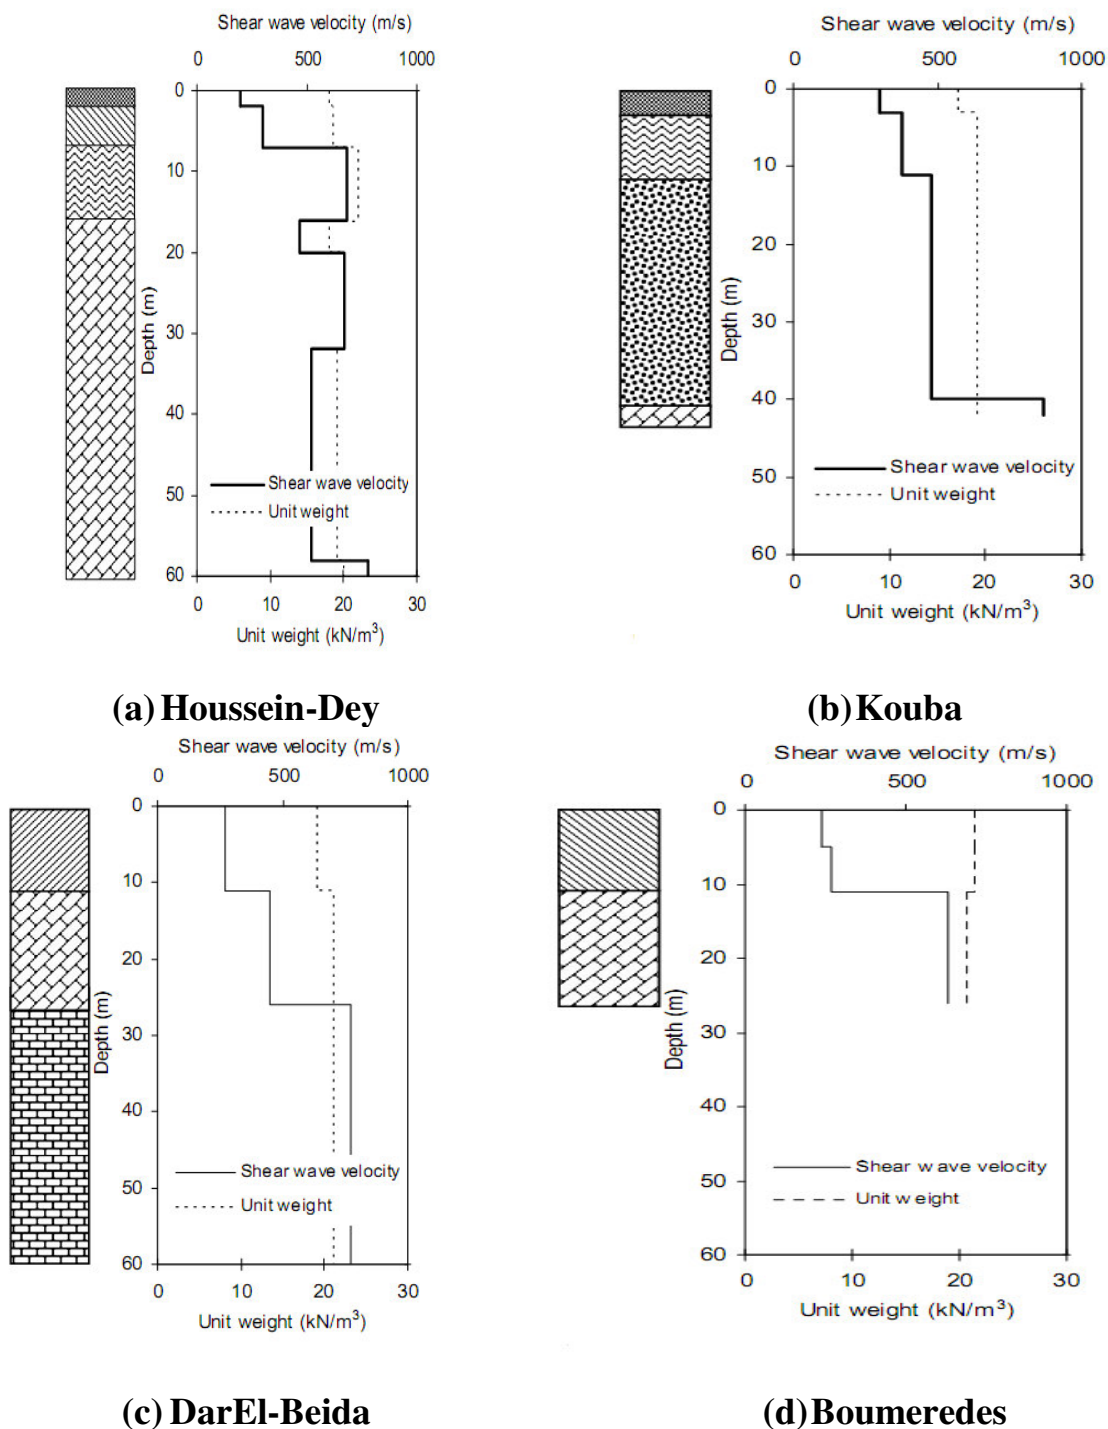 Shear wave velocity (m/s)
0 500 1000
0
10
20
30
40
50
60
Depth (m)
Shear wave velocity
Unit weight
0 10 20 30
Unit weight (kN/m³)
(a) Houssein-Dey
Shear wave velocity (m/s)
0 500 1000
0
10
20
30
40
50
60
Depth (m)
Shear wave velocity
Unit weight
0 10 20 30
Unit weight (kN/m³)
(b) Kouba
Shear wave velocity (m/s)
0 500 1000
0
10
20
30
40
50
60
Depth (m)
Shear wave velocity
Unit weight
0 10 20 30
Unit weight (kN/m³)
(c) DarEl-Beida
Shear wave velocity (m/s)
0 500 1000
0
10
20
30
40
50
60
Depth (m)
Shear wave velocity
Unit weight
0 10 20 30
Unit weight (kN/m³)
(d) Boumeredes